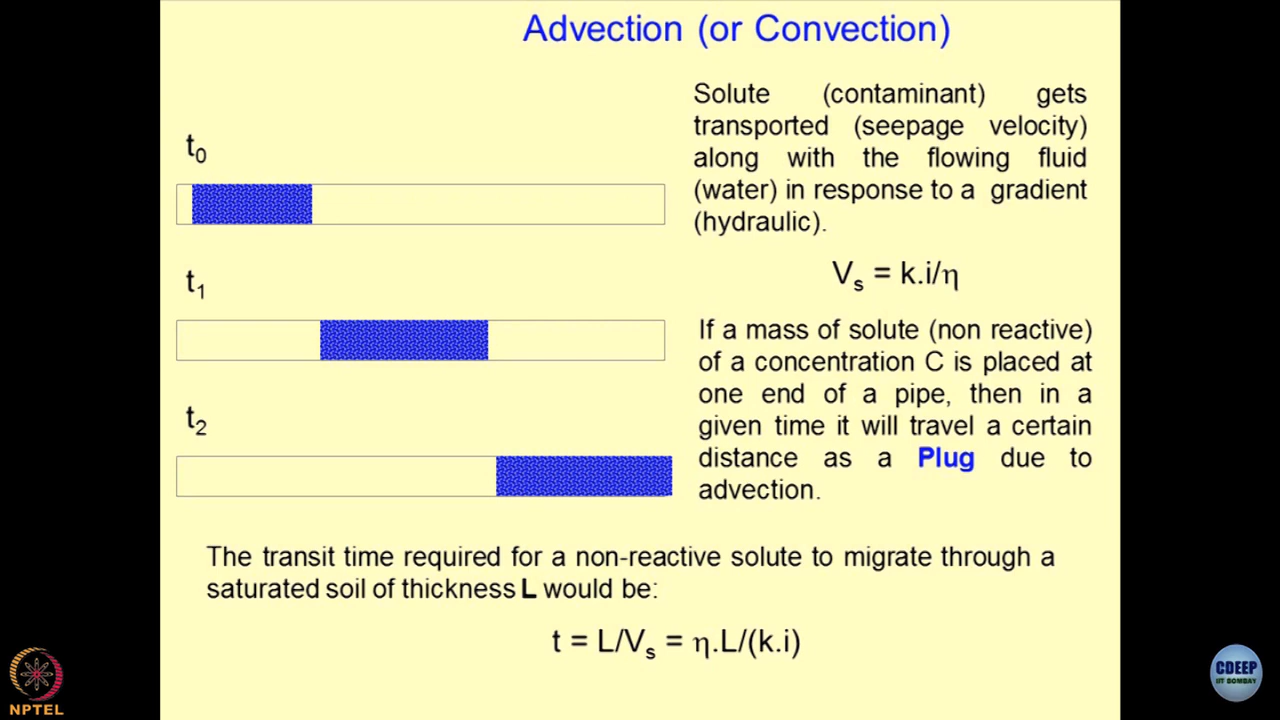 Advection (or Convection)
t₀
t₁
t₂
Solute (contaminant) gets
transported (seepage velocity)
along with the flowing fluid
(water) in response to a gradient
(hydraulic).
Vₛ = k.i/η
If a mass of solute (non reactive)
of a concentration C is placed at
one end of a pipe, then in a
given time it will travel a certain
distance as a Plug due to
advection.
The transit time required for a non-reactive solute to migrate through a
saturated soil of thickness L would be:
t = L/Vₛ = η.L/(k.i)
NPTEL
CDEEP
IIT BOMBAY